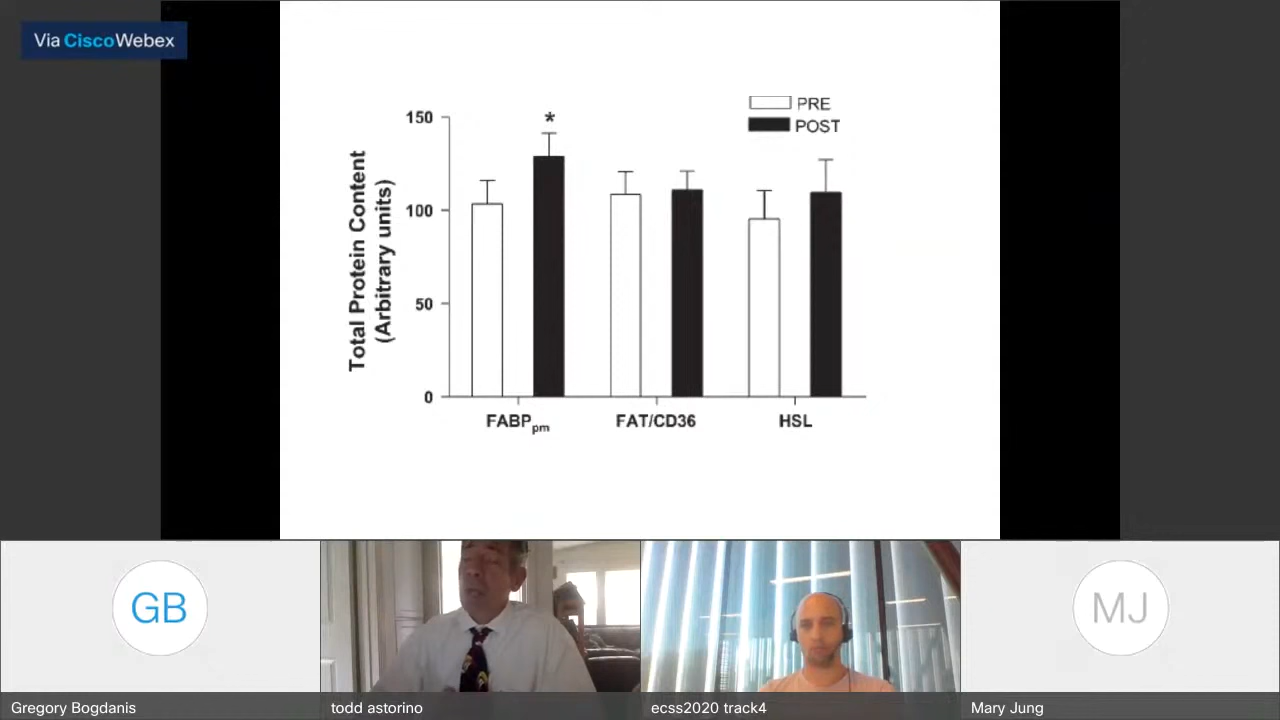 Via CiscoWebex
PRE
POST
*
150
100
50
0
Total Protein Content
(Arbitrary units)
FABPpm
FAT/CD36
HSL
GB
MJ
Gregory Bogdanis
todd astorino
ecss2020 track4
Mary Jung